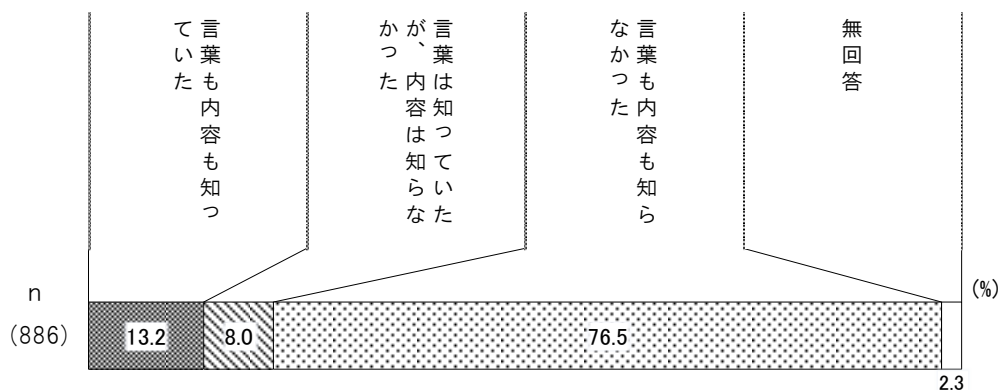 言葉も内容も知っ
ていた
言葉は知っていた
が、内容は知らな
かった
言葉も内容も知ら
なかった
無回答
n
(%)
(886)
13.2
8.0
76.5
2.3